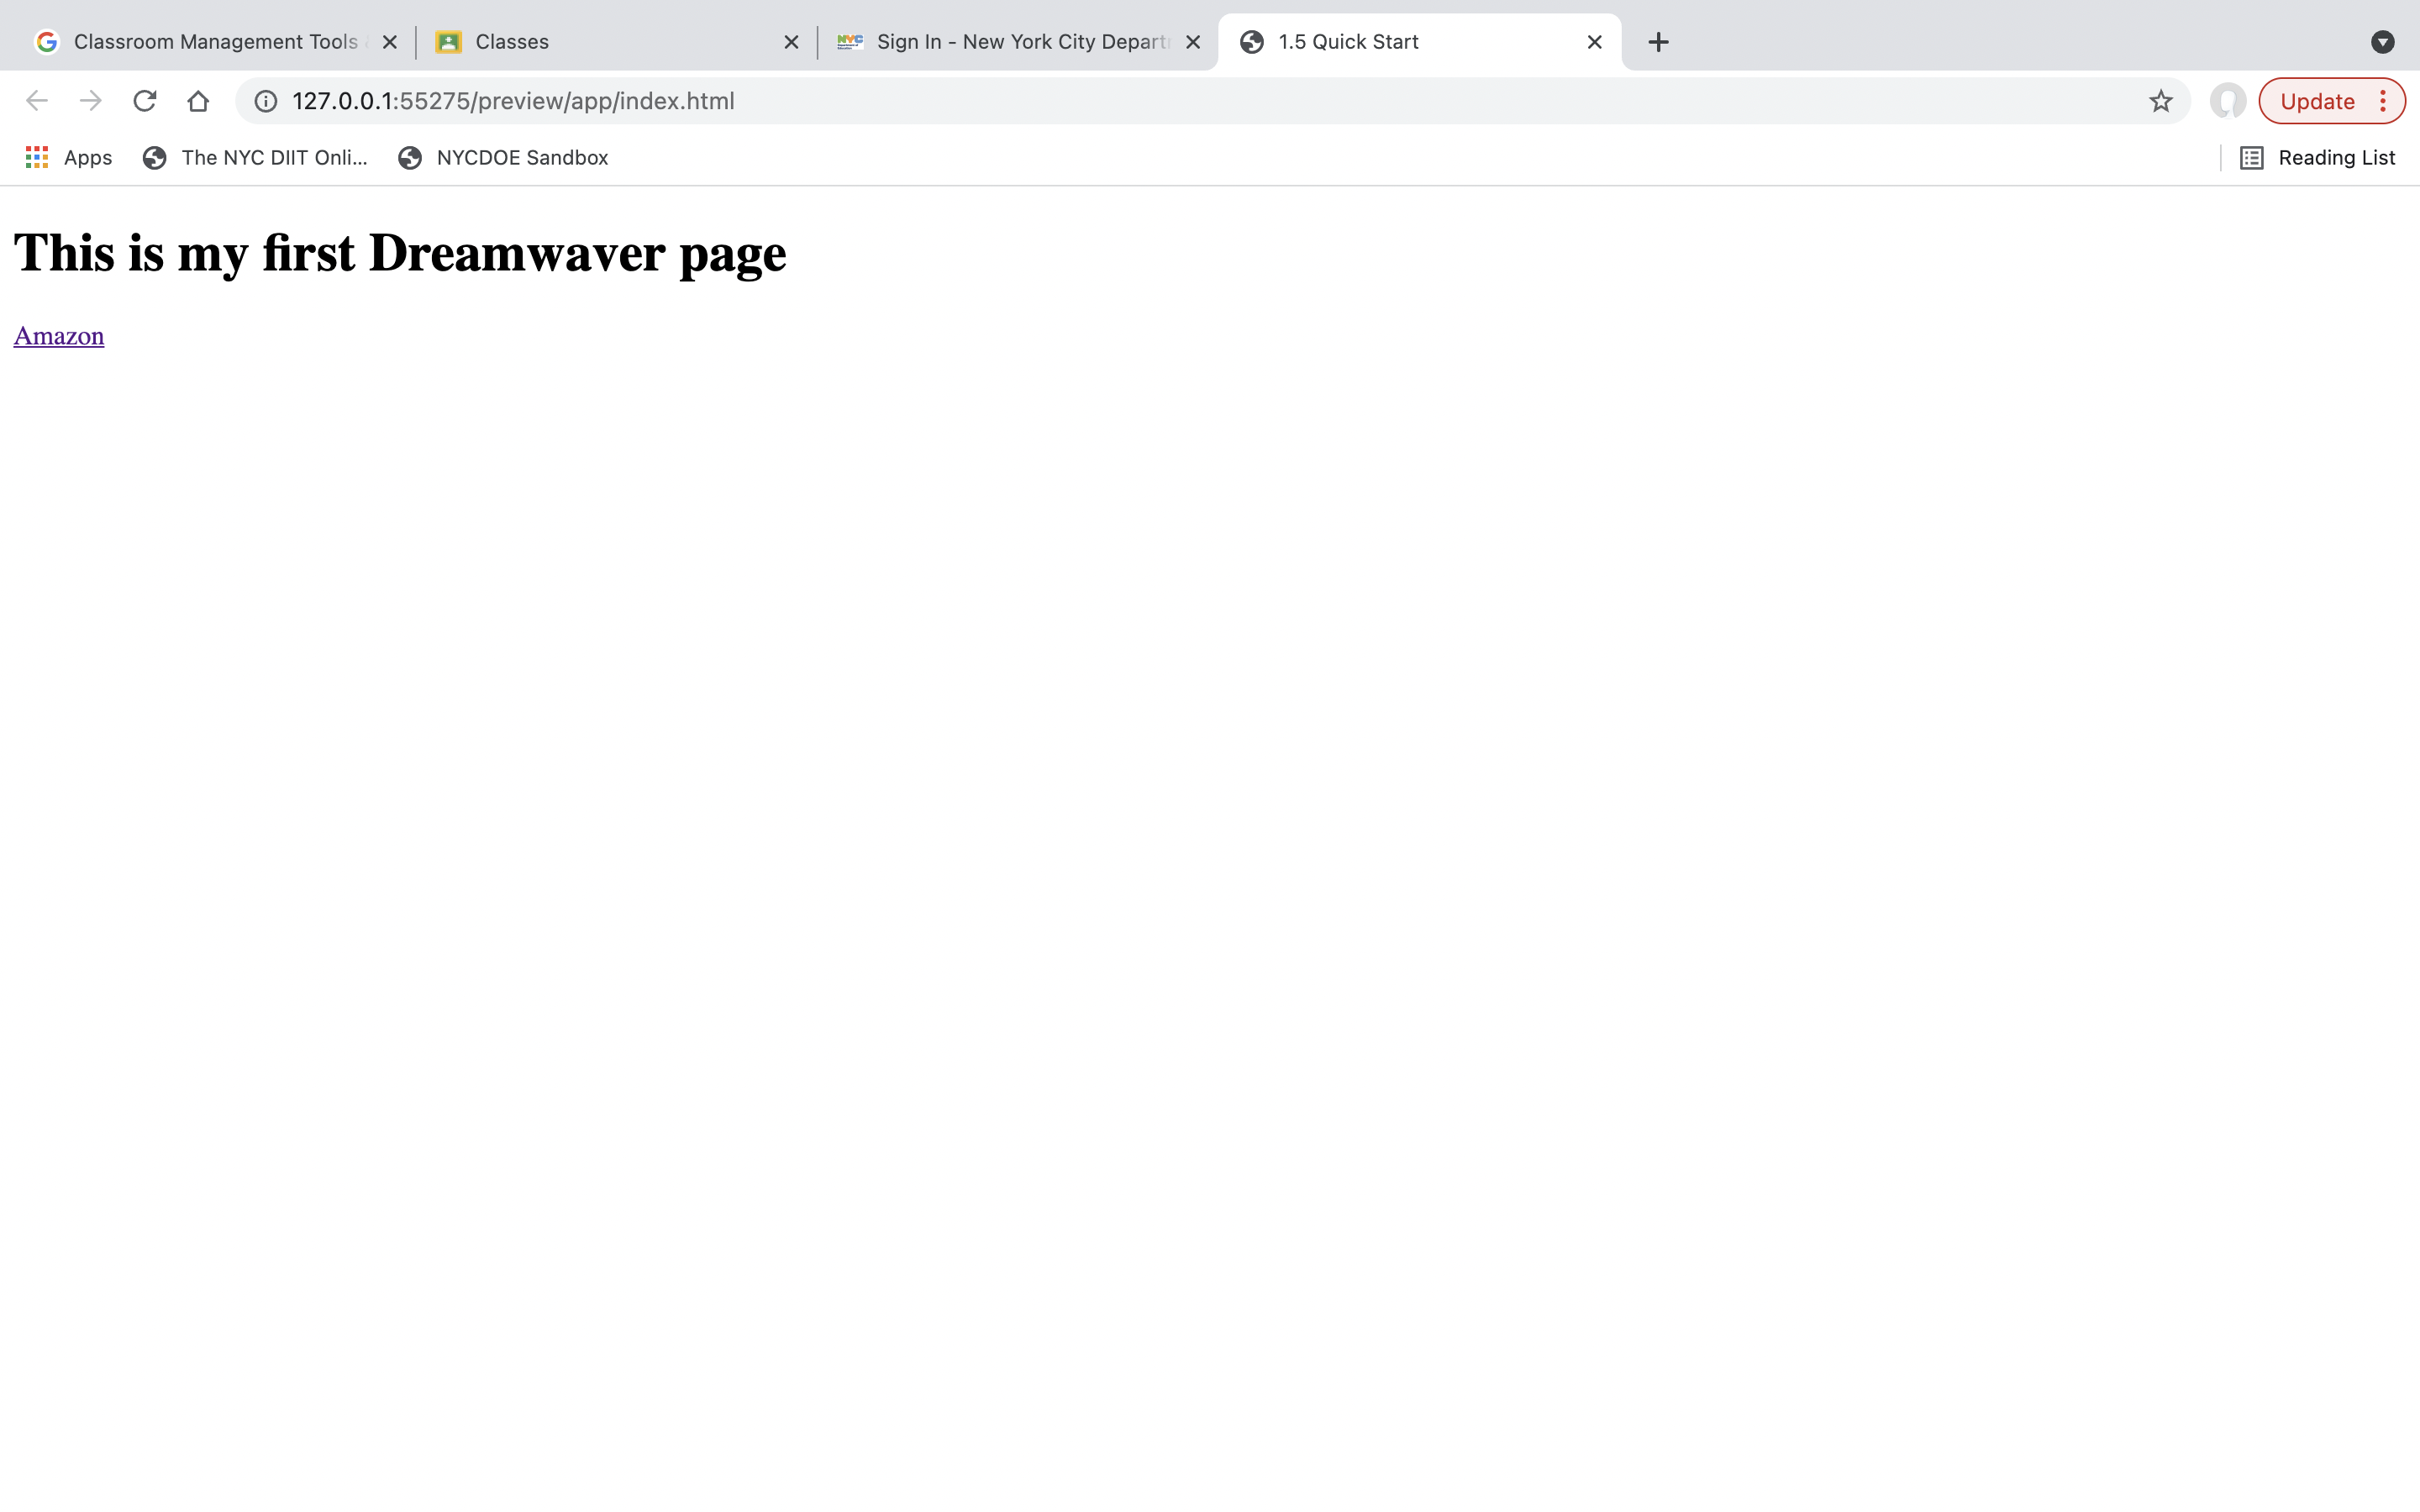 Classroom Management Tools
Classes
Sign In - New York City Depart
1.5 Quick Start
127.0.0.1:55275/preview/app/index.html
Update
Apps
The NYC DIIT Onli...
NYCDOE Sandbox
Reading List
This is my first Dreamwaver page
Amazon